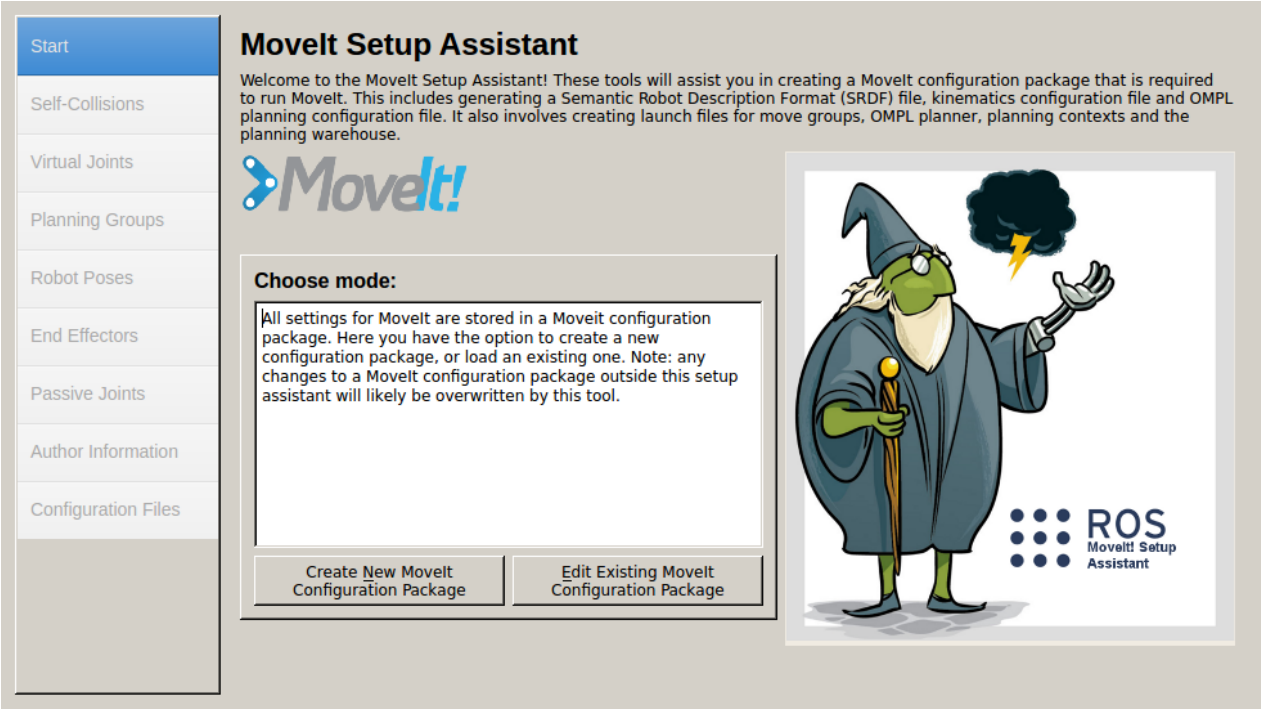 Start
Self-Collisions
Virtual Joints
Planning Groups
Robot Poses
End Effectors
Passive Joints
Author Information
Configuration Files
MoveIt Setup Assistant
Welcome to the MoveIt Setup Assistant! These tools will assist you in creating a MoveIt configuration package that is required
to run MoveIt. This includes generating a Semantic Robot Description Format (SRDF) file, kinematics configuration file and OMPL
planning configuration file. It also involves creating launch files for move groups, OMPL planner, planning contexts and the
planning warehouse.
MoveIt!
Choose mode:
All settings for MoveIt are stored in a Moveit configuration
package. Here you have the option to create a new
configuration package, or load an existing one. Note: any
changes to a MoveIt configuration package outside this setup
assistant will likely be overwritten by this tool.
Create New MoveIt
Configuration Package
Edit Existing MoveIt
Configuration Package
ROS
MoveIt! Setup
Assistant